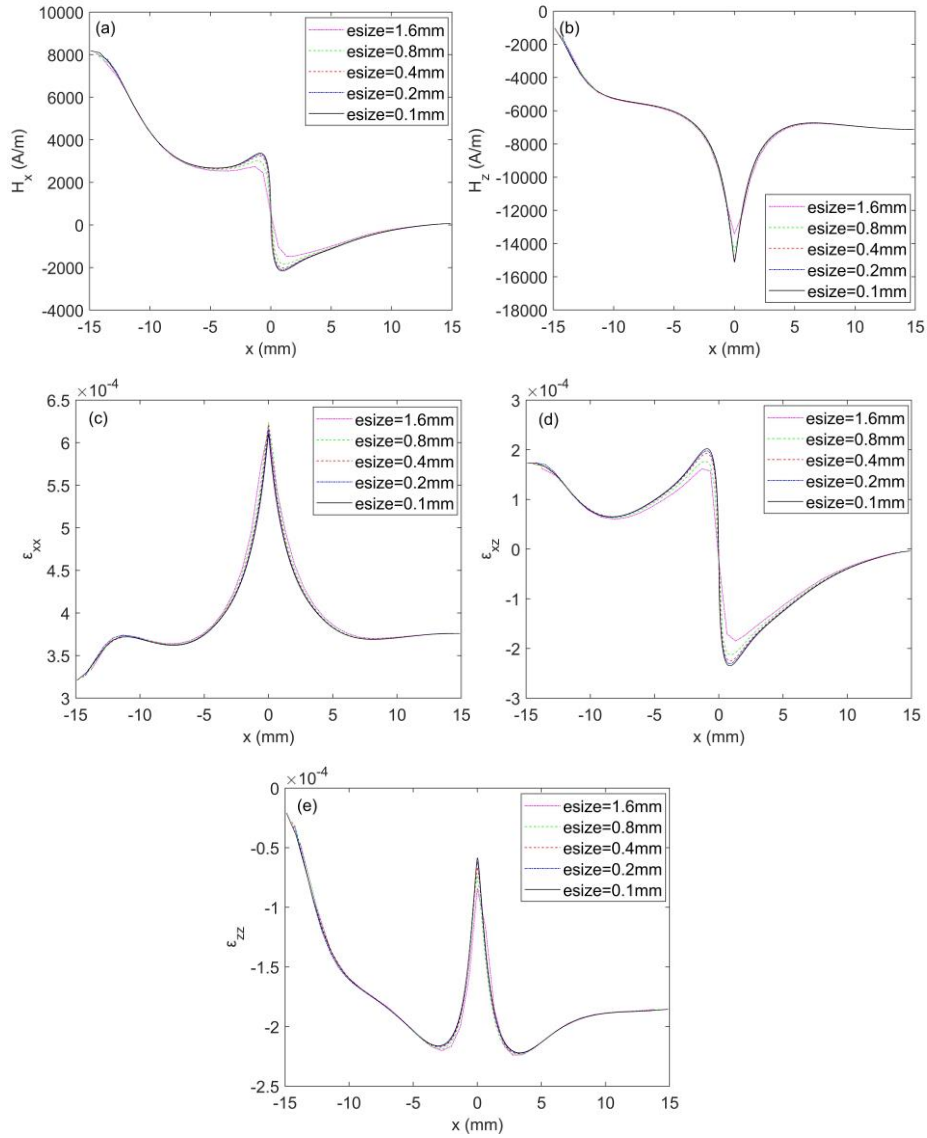 (a)
esize=1.6mm
esize=0.8mm
esize=0.4mm
esize=0.2mm
esize=0.1mm
10000
8000
6000
4000
2000
0
-2000
-4000
H_x (A/m)
-15 -10 -5 0 5 10 15
x (mm)
(b)
0
-2000
-4000
-6000
-8000
-10000
-12000
-14000
-16000
-18000
H_z (A/m)
esize=1.6mm
esize=0.8mm
esize=0.4mm
esize=0.2mm
esize=0.1mm
-15 -10 -5 0 5 10 15
x (mm)
×10⁻⁴
(c)
esize=1.6mm
esize=0.8mm
esize=0.4mm
esize=0.2mm
esize=0.1mm
6.5
6
5.5
5
4.5
4
3.5
3
ε_xx
-15 -10 -5 0 5 10 15
x (mm)
×10⁻⁴
(d)
esize=1.6mm
esize=0.8mm
esize=0.4mm
esize=0.2mm
esize=0.1mm
3
2
1
0
-1
-2
-3
ε_xz
-15 -10 -5 0 5 10 15
x (mm)
×10⁻⁴
(e)
esize=1.6mm
esize=0.8mm
esize=0.4mm
esize=0.2mm
esize=0.1mm
0
-0.5
-1
-1.5
-2
-2.5
ε_zz
-15 -10 -5 0 5 10 15
x (mm)